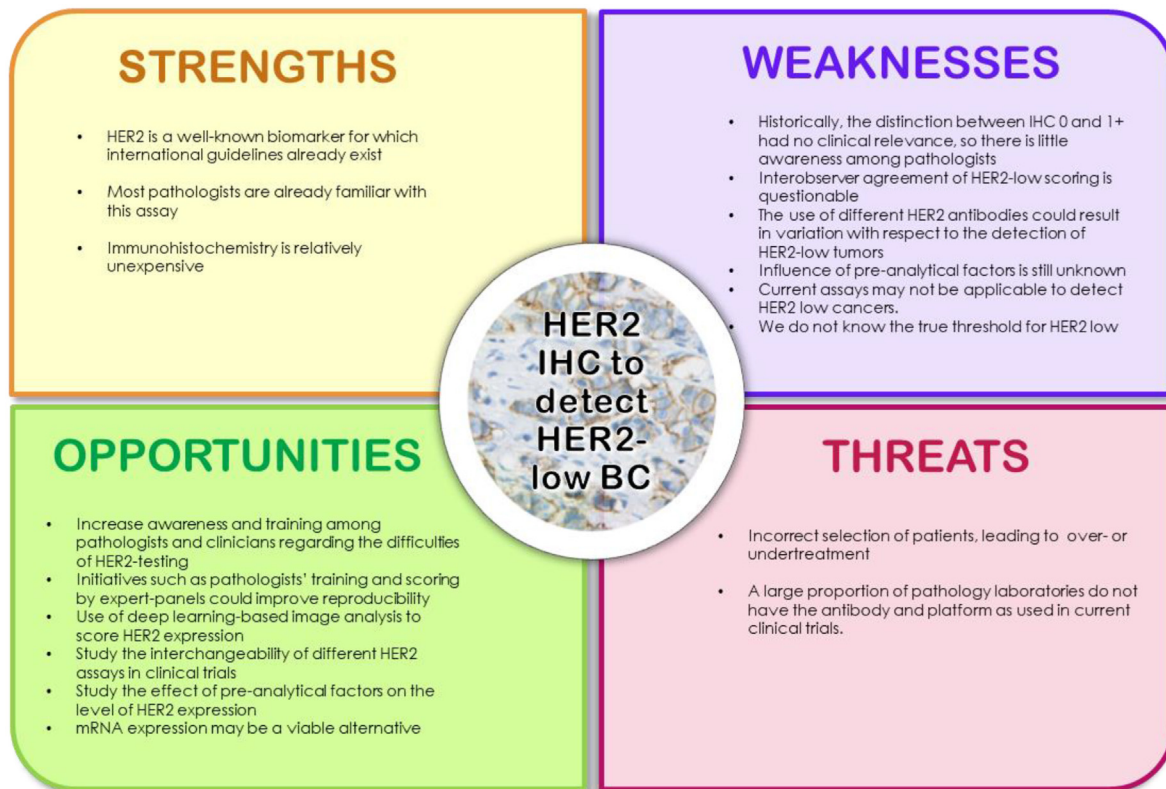 STRENGTHS
• HER2 is a well-known biomarker for which
international guidelines already exist
• Most pathologists are already familiar with
this assay
• Immunohistochemistry is relatively
unexpensive
WEAKNESSES
• Historically, the distinction between IHC 0 and 1+
had no clinical relevance, so there is little
awareness among pathologists
• Interobserver agreement of HER2-low scoring is
questionable
• The use of different HER2 antibodies could result
in variation with respect to the detection of
HER2-low tumors
• Influence of pre-analytical factors is still unknown
• Current assays may not be applicable to detect
HER2 low cancers.
• We do not know the true threshold for HER2 low
HER2
IHC to
detect
HER2-
low BC
OPPORTUNITIES
• Increase awareness and training among
pathologists and clinicians regarding the difficulties
of HER2-testing
• Initiatives such as pathologists' training and scoring
by expert-panels could improve reproducibility
• Use of deep learning-based image analysis to
score HER2 expression
• Study the interchangeability of different HER2
assays in clinical trials
• Study the effect of pre-analytical factors on the
level of HER2 expression
• mRNA expression may be a viable alternative
THREATS
• Incorrect selection of patients, leading to over- or
undertreatment
• A large proportion of pathology laboratories do not
have the antibody and platform as used in current
clinical trials.